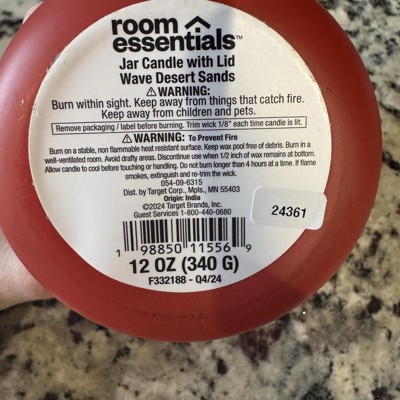 room
essentials™
Jar Candle with Lid
Wave Desert Sands
⚠WARNING:
Burn within sight. Keep away from things that catch fire.
Keep away from children and pets.
Remove packaging / label before burning. Trim wick 1/8" each time candle is lit.
⚠WARNING: To Prevent Fire
Burn on a stable, non flammable heat resistant surface. Keep wax pool free of debris. Burn in a
well-ventilated room. Avoid drafty areas. Discontinue use when 1/2 inch of wax remains at bottom.
Allow candle to cool before touching or handling. Do not burn longer than 4 hours at a time. If flame
smokes, extinguish and re-trim the wick.
054-09-6315
Dist. by Target Corp., Mpls., MN 55403
Origin: India
©2024 Target Brands, Inc.
Guest Services 1-800-440-0680
24361
1 98850 11556 9
12 OZ (340 G)
F332188 - Q4/24